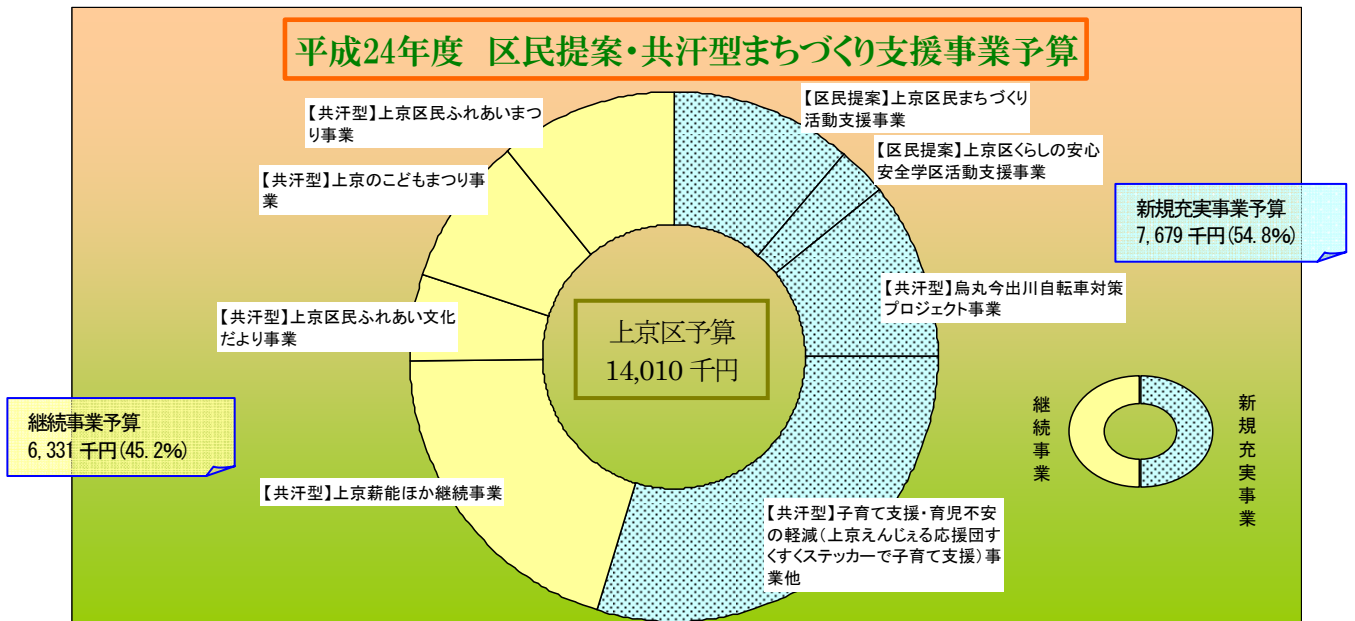 平成24年度　区民提案・共汗型まちづくり支援事業予算
【共汗型】上京区民ふれあいまつ
り事業
【区民提案】上京区民まちづくり
活動支援事業
【区民提案】上京区くらしの安心
安全学区活動支援事業
【共汗型】上京のこどもまつり事
業
新規充実事業予算
7,679 千円(54.8%)
【共汗型】烏丸今出川自転車対策
プロジェクト事業
【共汗型】上京区民ふれあい文化
だより事業
上京区予算
14,010 千円
継続事業予算
6,331 千円(45.2%)
継続事業
新規充実事業
【共汗型】上京薪能ほか継続事業
【共汗型】子育て支援・育児不安
の軽減（上京えんじぇる応援団す
くすくステッカーで子育て支援）事
業他